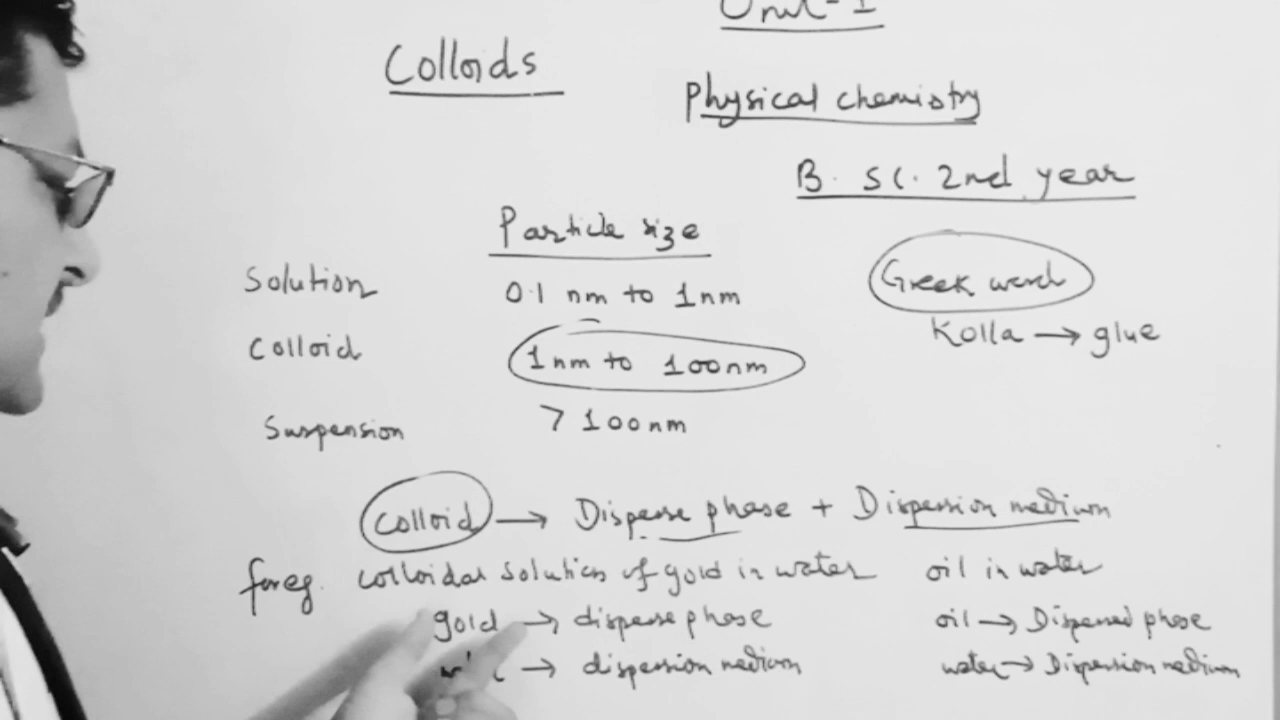 Unit-1
Colloids
Physical chemistry
B. Sc. 2nd year
Particle size
Greek word
Solution 0.1 nm to 1nm
Kolla → glue
Colloid 1nm to 100nm
Suspension > 100nm
Colloid → Disperse phase + Dispersion medium
foreg. colloidal solution of gold in water oil in water
gold → disperse phase oil → Dispersed phase
→ dispersion medium water → Dispersion medium